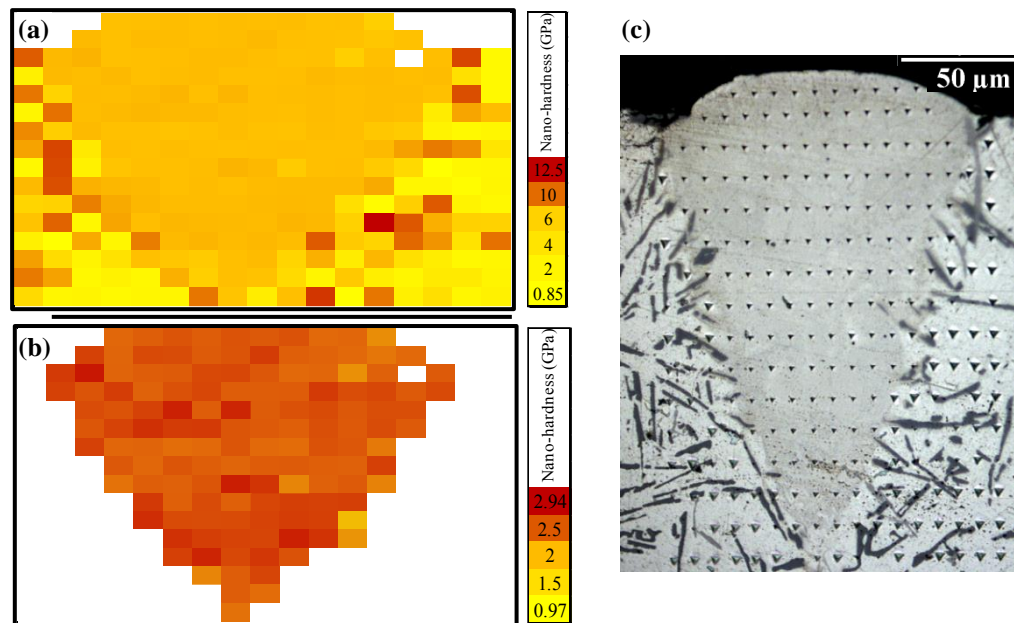 (a)
Nano-hardness (GPa)
12.5
10
6
4
2
0.85
(b)
Nano-hardness (GPa)
2.94
2.5
2
1.5
0.97
(c)
50 µm